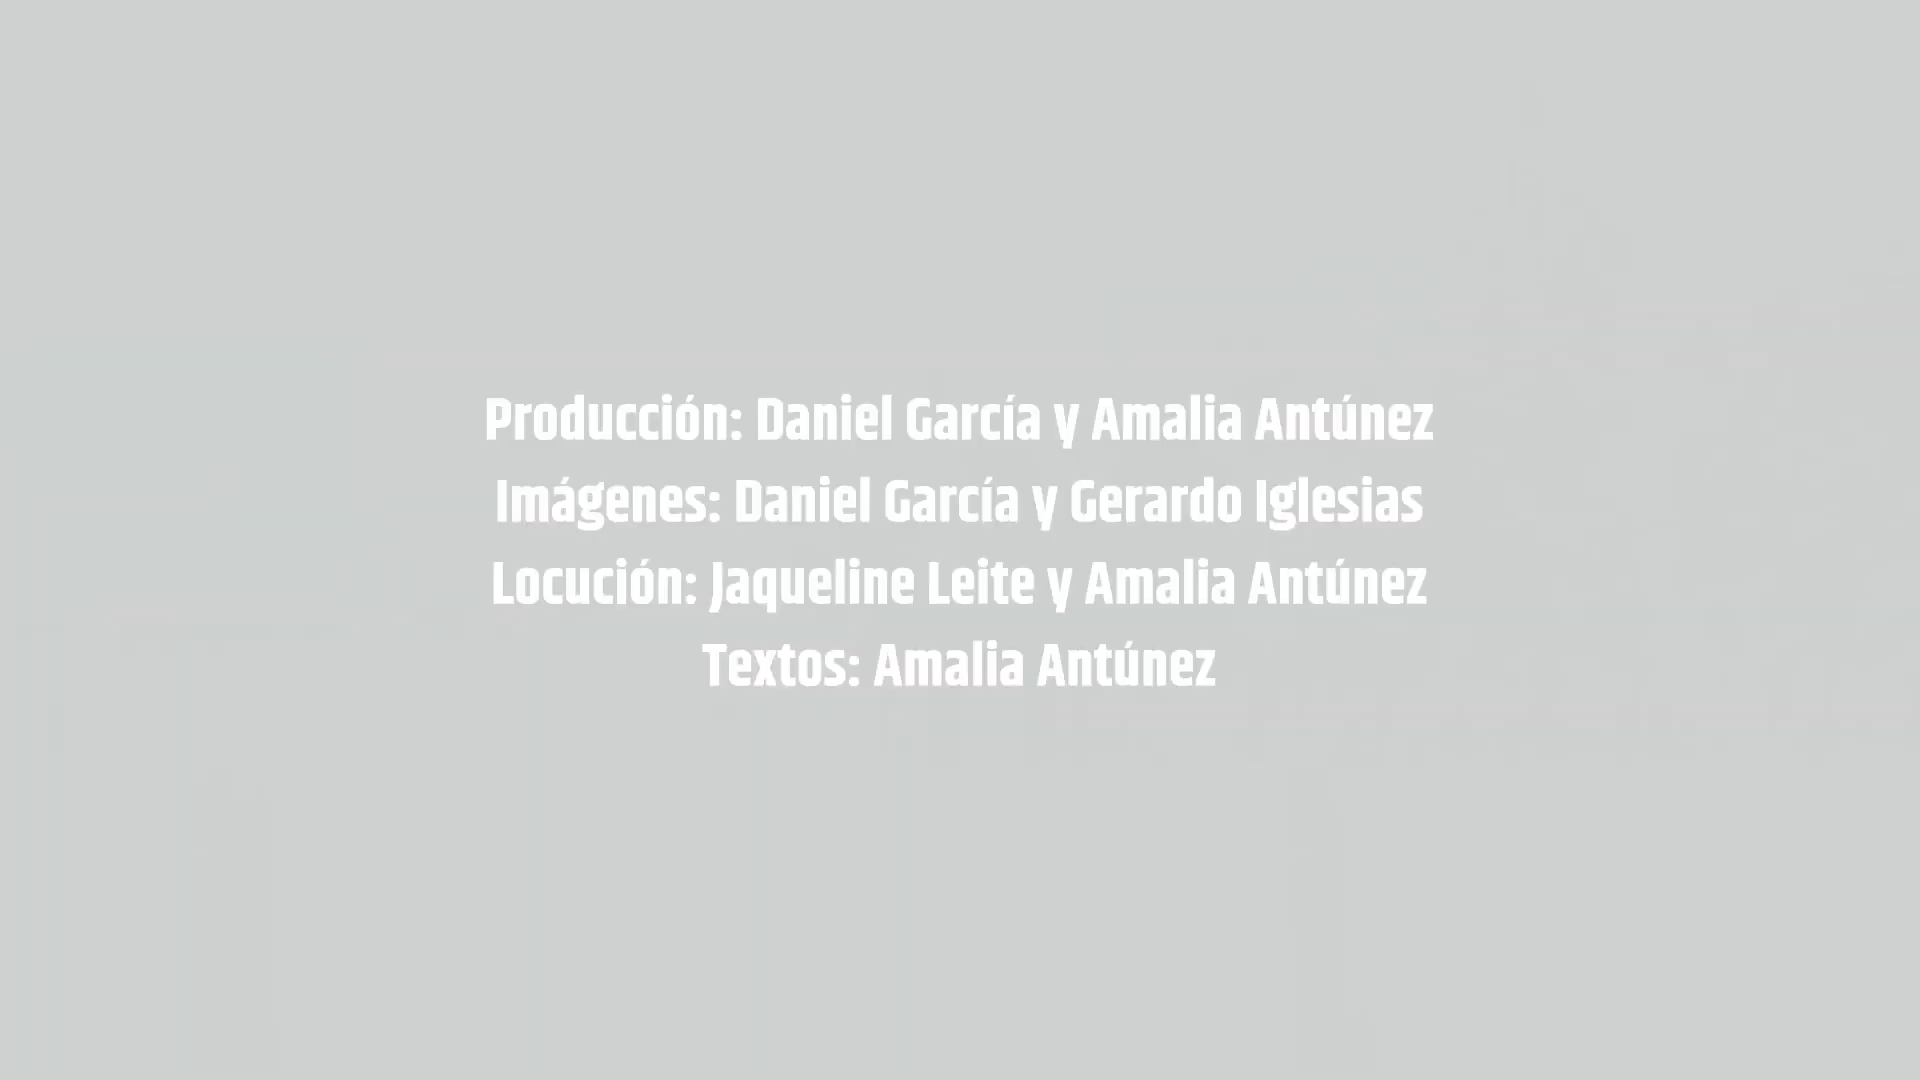 Producción: Daniel García y Amalia Antúnez
Imágenes: Daniel García y Gerardo Iglesias
Locución: Jaqueline Leite y Amalia Antúnez
Textos: Amalia Antúnez